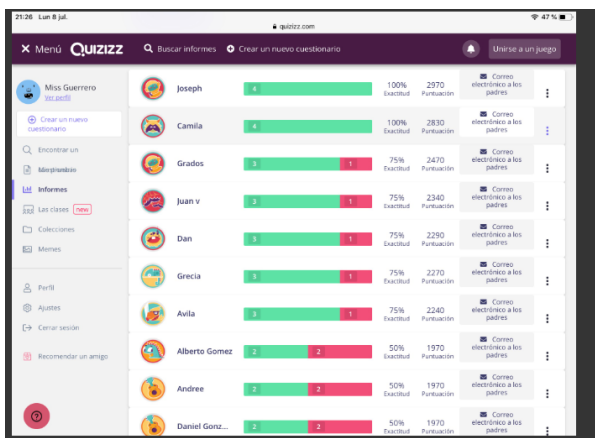 21:26 Lun 8 jul.
quizizz.com
47 %
Menú QUIZIZZ Buscar informes Crear un nuevo cuestionario Unirse a un juego
Miss Guerrero
Ver perfil
Crear un nuevo
cuestionario
Encontrar un
Informes
Las clases new
Colecciones
Memes
Perfil
Ajustes
Cerrar sesión
Recomendar un amigo
?
Joseph 4 100% Exactitud 2970 Puntuación Correo electrónico a los padres
Camila 4 100% Exactitud 2830 Puntuación Correo electrónico a los padres
Grados 3 1 75% Exactitud 2470 Puntuación Correo electrónico a los padres
Juan v 3 1 75% Exactitud 2340 Puntuación Correo electrónico a los padres
Dan 3 1 75% Exactitud 2290 Puntuación Correo electrónico a los padres
Grecia 3 1 75% Exactitud 2270 Puntuación Correo electrónico a los padres
Avila 3 1 75% Exactitud 2240 Puntuación Correo electrónico a los padres
Alberto Gomez 2 2 50% Exactitud 1970 Puntuación Correo electrónico a los padres
Andree 2 2 50% Exactitud 1970 Puntuación Correo electrónico a los padres
Daniel Gonz... 2 2 50% Exactitud 1970 Puntuación Correo electrónico a los padres